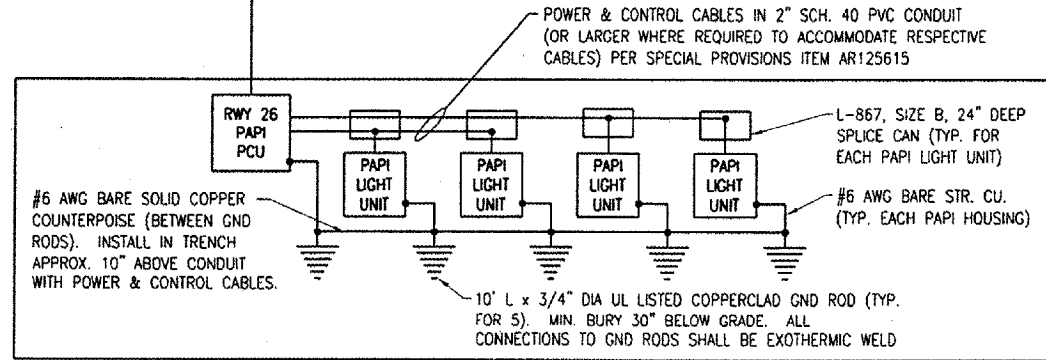 POWER & CONTROL CABLES IN 2" SCH. 40 PVC CONDUIT
(OR LARGER WHERE REQUIRED TO ACCOMMODATE RESPECTIVE
CABLES) PER SPECIAL PROVISIONS ITEM AR125615
RWY 26
PAPI
PCU
L-867, SIZE B, 24" DEEP
SPLICE CAN (TYP. FOR
EACH PAPI LIGHT UNIT)
PAPI
LIGHT
UNIT
PAPI
LIGHT
UNIT
PAPI
LIGHT
UNIT
PAPI
LIGHT
UNIT
#6 AWG BARE STR. CU.
(TYP. EACH PAPI HOUSING)
#6 AWG BARE SOLID COPPER
COUNTERPOISE (BETWEEN GND
RODS). INSTALL IN TRENCH
APPROX. 10" ABOVE CONDUIT
WITH POWER & CONTROL CABLES.
10' L x 3/4" DIA UL LISTED COPPERCLAD GND ROD (TYP.
FOR 5). MIN. BURY 30" BELOW GRADE. ALL
CONNECTIONS TO GND RODS SHALL BE EXOTHERMIC WELD